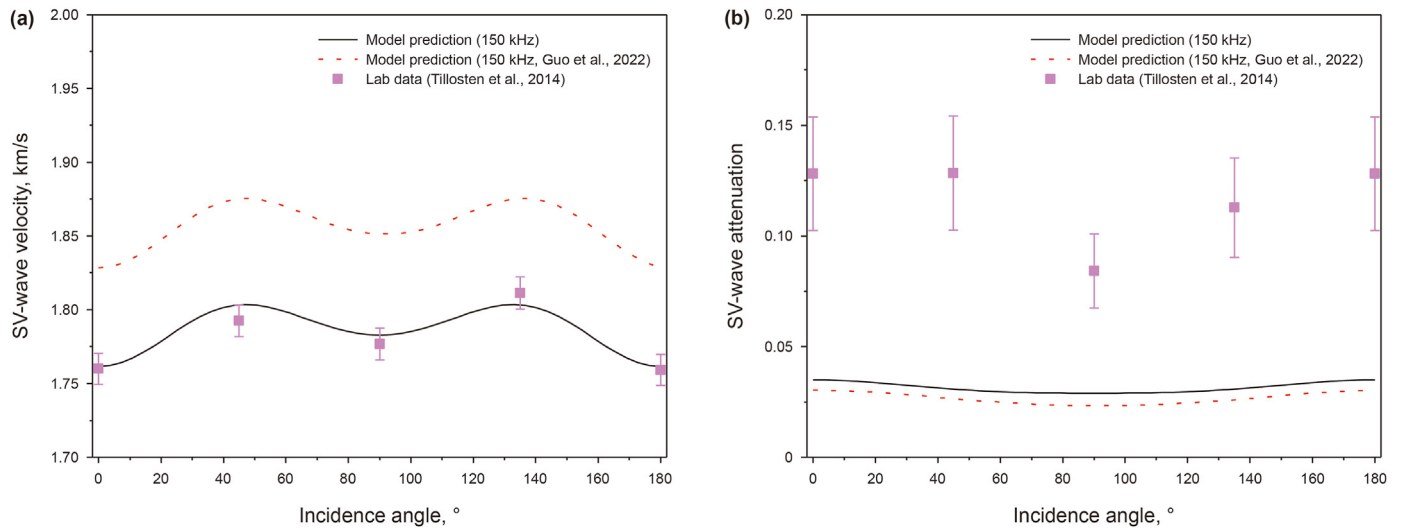 (a)
2.00
1.95
1.90
1.85
1.80
1.75
1.70
SV-wave velocity, km/s
Model prediction (150 kHz)
Model prediction (150 kHz, Guo et al., 2022)
Lab data (Tillosten et al., 2014)
0 20 40 60 80 100 120 140 160 180
Incidence angle, °
(b)
0.20
0.15
0.10
0.05
0
SV-wave attenuation
Model prediction (150 kHz)
Model prediction (150 kHz, Guo et al., 2022)
Lab data (Tillosten et al., 2014)
0 20 40 60 80 100 120 140 160 180
Incidence angle, °